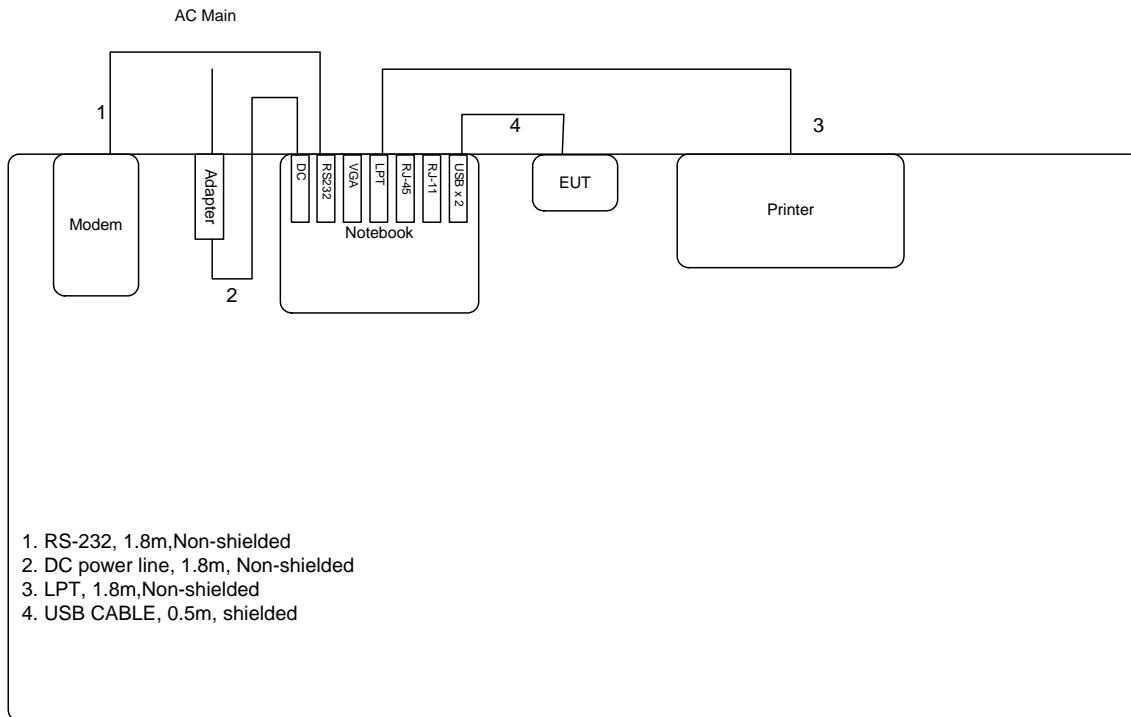 AC Main
1
4
3
DC
RS232
VGA
LPT
RJ-45
RJ-11
USB x 2
Adapter
EUT
Modem
Printer
Notebook
2
1. RS-232, 1.8m,Non-shielded
2. DC power line, 1.8m, Non-shielded
3. LPT, 1.8m,Non-shielded
4. USB CABLE, 0.5m, shielded